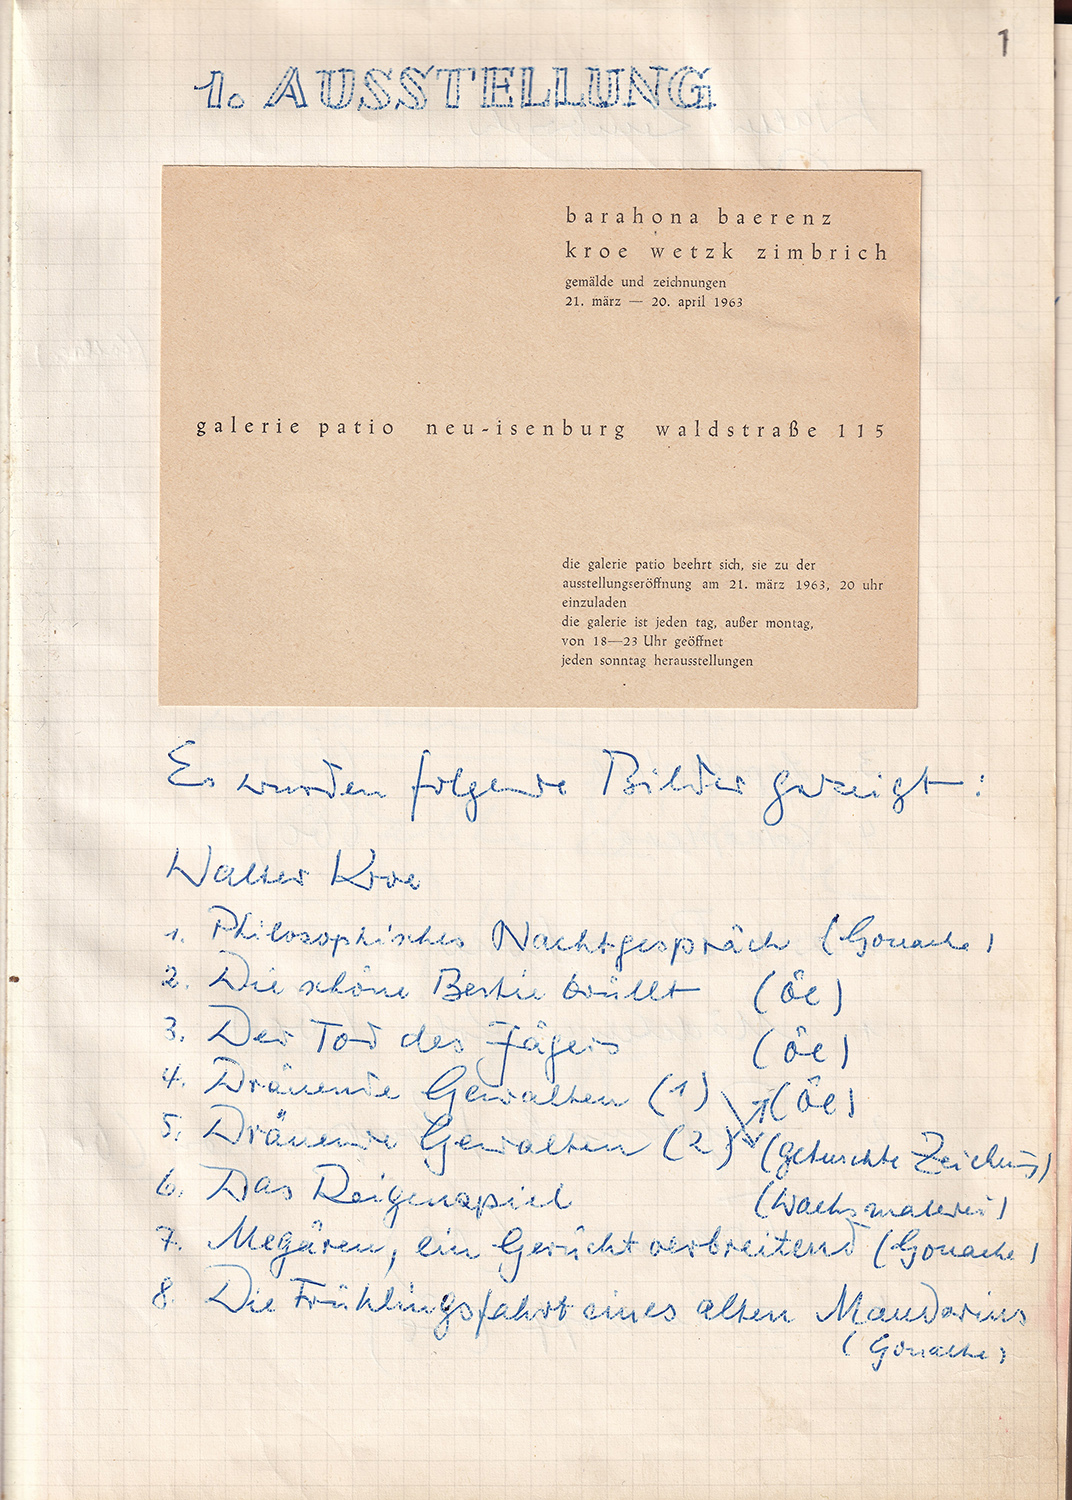 1
1. AUSSTELLUNG
barahona baerenz
kroe wetzk zimbrich
gemälde und zeichnungen
21. märz — 20. april 1963
galerie patio neu-isenburg waldstraße 115
die galerie patio beehrt sich, sie zu der
ausstellungseröffnung am 21. märz 1963, 20 uhr
einzuladen
die galerie ist jeden tag, außer montag,
von 18—23 Uhr geöffnet
jeden sonntag herausstellungen
Es wurden folgende Bilder gezeigt:
Walter Kroe
1. Philosophisches Nachtgespräch (Gouache)
2. Die schöne Bestie brüllt (Öl)
3. Der Tod des Jägers (Öl)
4. Dräuende Gewalten (1) (Öl)
5. Dräuende Gewalten (2) (getuschte Zeichnung)
6. Das Reigenspiel (Wachsmalerei)
7. Megären, ein Gerücht verbreitend (Gouache)
8. Die Frühlingsfahrt eines alten Mandarins
(Gouache)